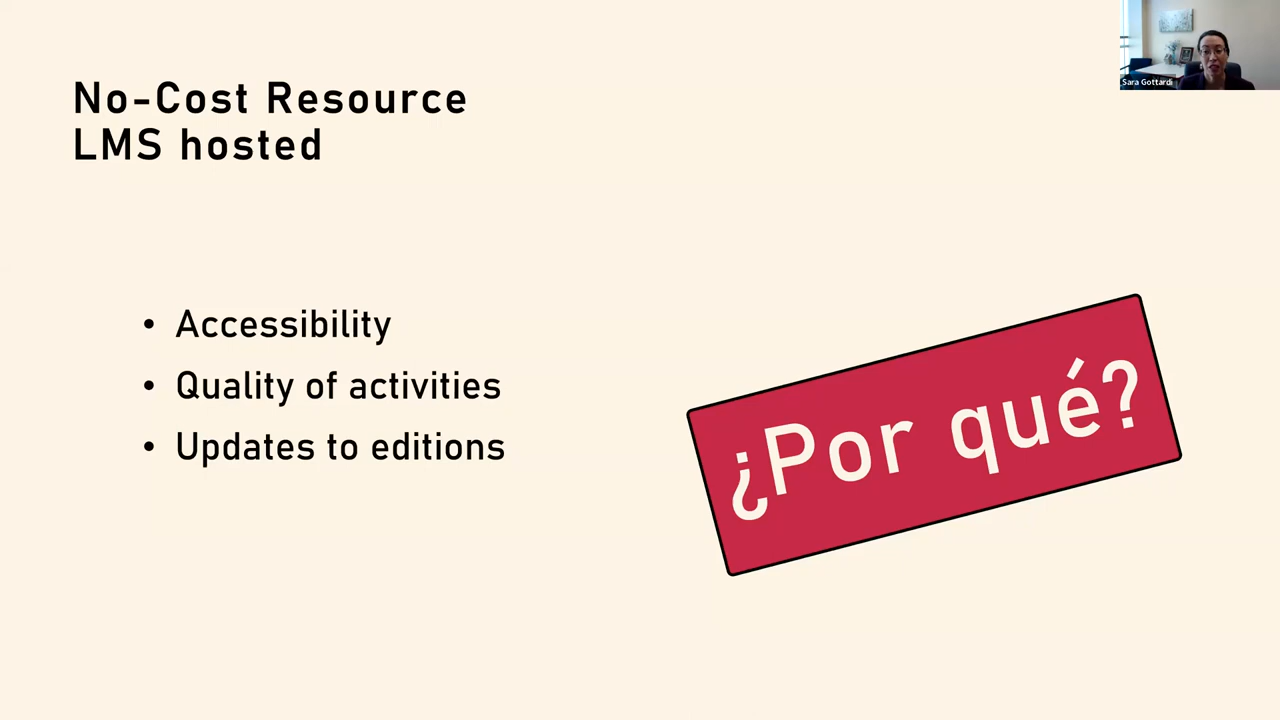 No-Cost Resource
LMS hosted
Sara Gottardi
• Accessibility
• Quality of activities
• Updates to editions
¿Por qué?